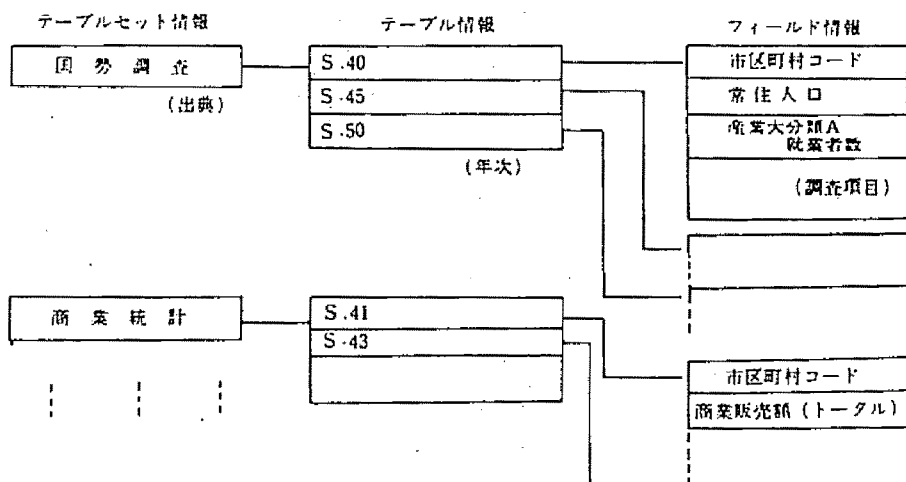 テーブルセット情報
テーブル情報
フィールド情報
国勢調査
(出典)
S.40
S.45
S.50
(年次)
市区町村コード
常住人口
産業大分類A
就業者数
(調査項目)
商業統計
S.41
S.43
市区町村コード
商業販売額(トータル)